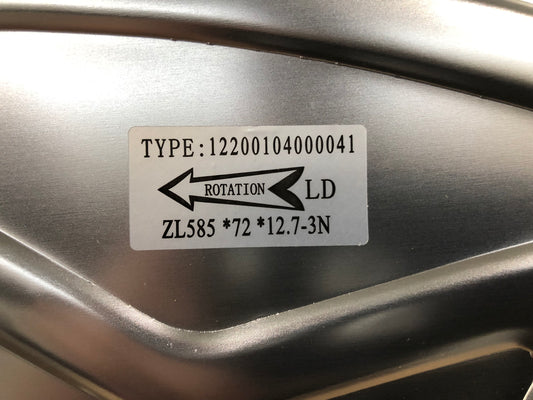 TYPE:12200104000041
ROTATION LD
ZL585 *72 *12.7-3N